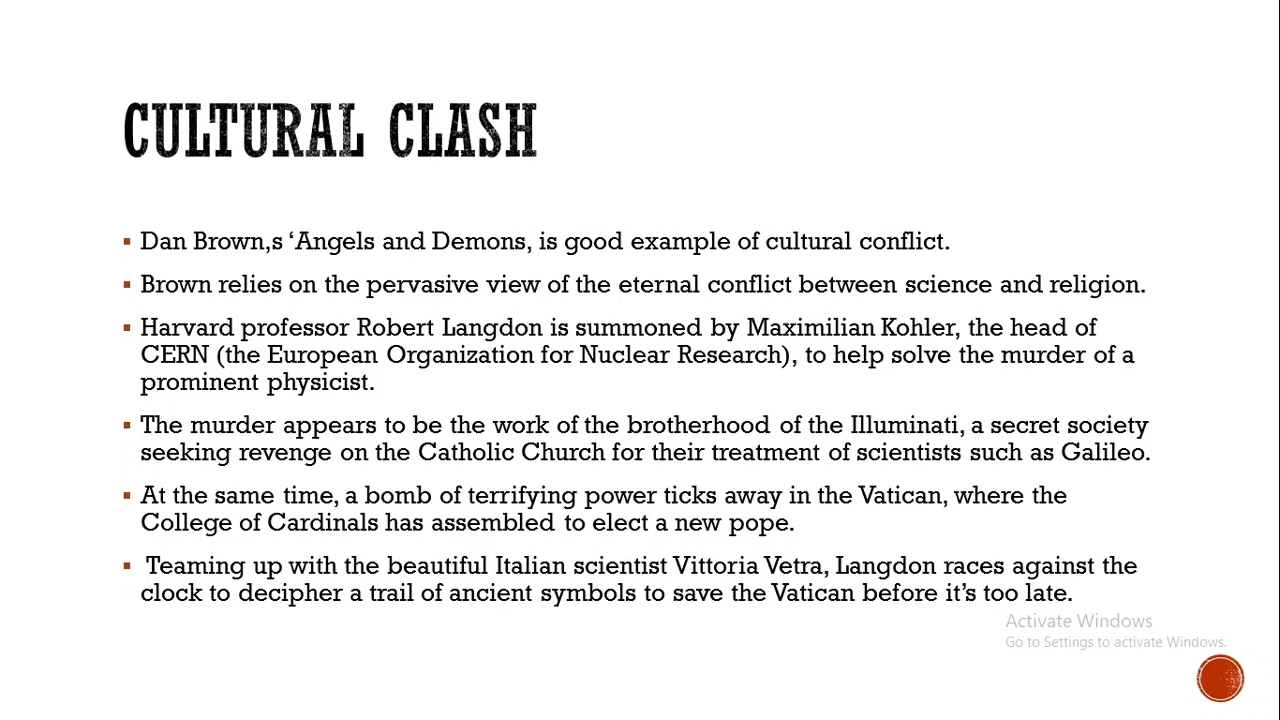 CULTURAL CLASH
▪ Dan Brown,s ‘Angels and Demons, is good example of cultural conflict.
▪ Brown relies on the pervasive view of the eternal conflict between science and religion.
▪ Harvard professor Robert Langdon is summoned by Maximilian Kohler, the head of
CERN (the European Organization for Nuclear Research), to help solve the murder of a
prominent physicist.
▪ The murder appears to be the work of the brotherhood of the Illuminati, a secret society
seeking revenge on the Catholic Church for their treatment of scientists such as Galileo.
▪ At the same time, a bomb of terrifying power ticks away in the Vatican, where the
College of Cardinals has assembled to elect a new pope.
▪ Teaming up with the beautiful Italian scientist Vittoria Vetra, Langdon races against the
clock to decipher a trail of ancient symbols to save the Vatican before it’s too late.
Activate Windows
Go to Settings to activate Windows.